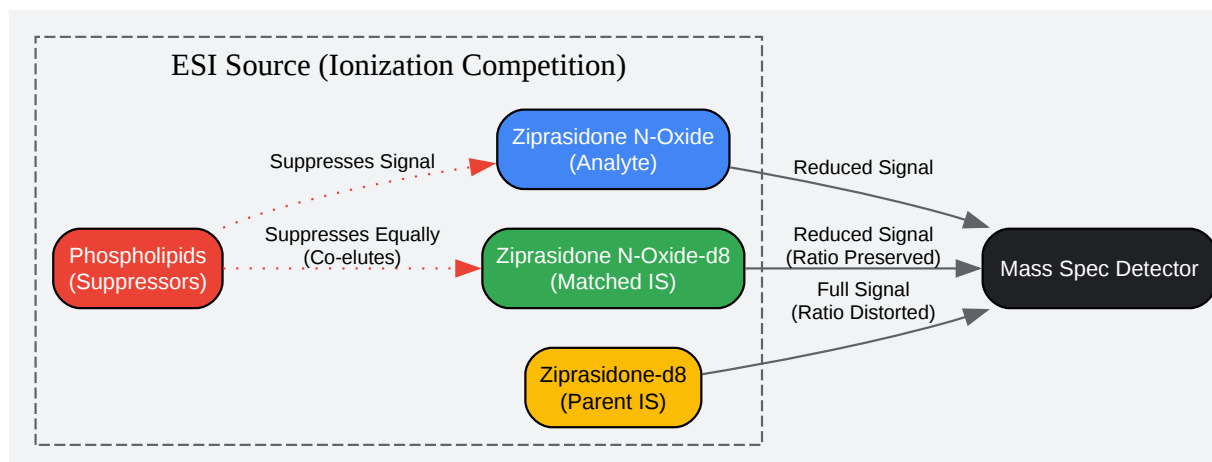 ESI Source (Ionization Competition)
Ziprasidone N-Oxide
(Analyte)
Suppresses Signal
Reduced Signal
Phospholipids
(Suppressors)
Suppresses Equally
(Co-elutes)
Ziprasidone N-Oxide-d8
(Matched IS)
Reduced Signal
(Ratio Preserved)
Mass Spec Detector
Full Signal
(Ratio Distorted)
Ziprasidone-d8
(Parent IS)